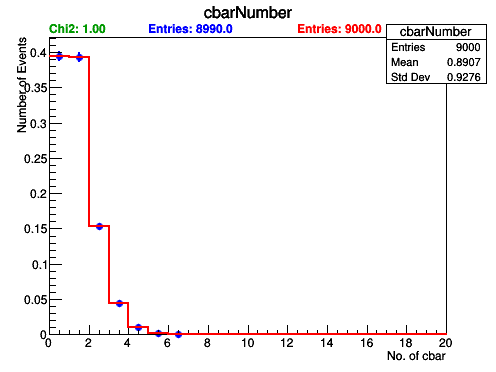 cbarNumber
Chi2: 1.00 Entries: 8990.0 Entries: 9000.0
cbarNumber
Entries 9000
Mean 0.8907
Std Dev 0.9276
Number of Events
0.4
0.35
0.3
0.25
0.2
0.15
0.1
0.05
0
0 2 4 6 8 10 12 14 16 18 20
No. of cbar